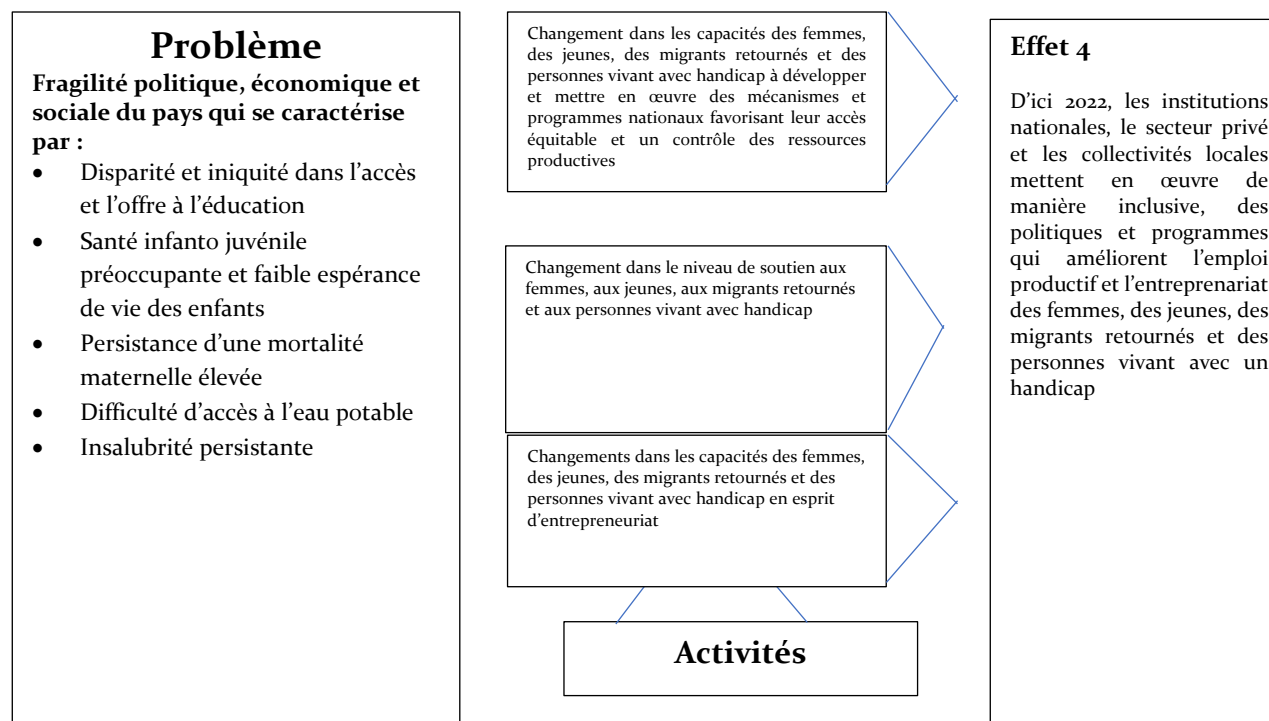 Problème
Fragilité politique, économique et
sociale du pays qui se caractérise
par :
• Disparité et iniquité dans l’accès
et l’offre à l’éducation
• Santé infanto juvénile
préoccupante et faible espérance
de vie des enfants
• Persistance d’une mortalité
maternelle élevée
• Difficulté d’accès à l’eau potable
• Insalubrité persistante
Changement dans les capacités des femmes,
des jeunes, des migrants retournés et des
personnes vivant avec handicap à développer
et mettre en œuvre des mécanismes et
programmes nationaux favorisant leur accès
équitable et un contrôle des ressources
productives
Changement dans le niveau de soutien aux
femmes, aux jeunes, aux migrants retournés
et aux personnes vivant avec handicap
Changements dans les capacités des femmes,
des jeunes, des migrants retournés et des
personnes vivant avec handicap en esprit
d’entrepreneuriat
Activités
Effet 4
D’ici 2022, les institutions
nationales, le secteur privé
et les collectivités locales
mettent en œuvre de
manière inclusive, des
politiques et programmes
qui améliorent l’emploi
productif et l’entreprenariat
des femmes, des jeunes, des
migrants retournés et des
personnes vivant avec un
handicap